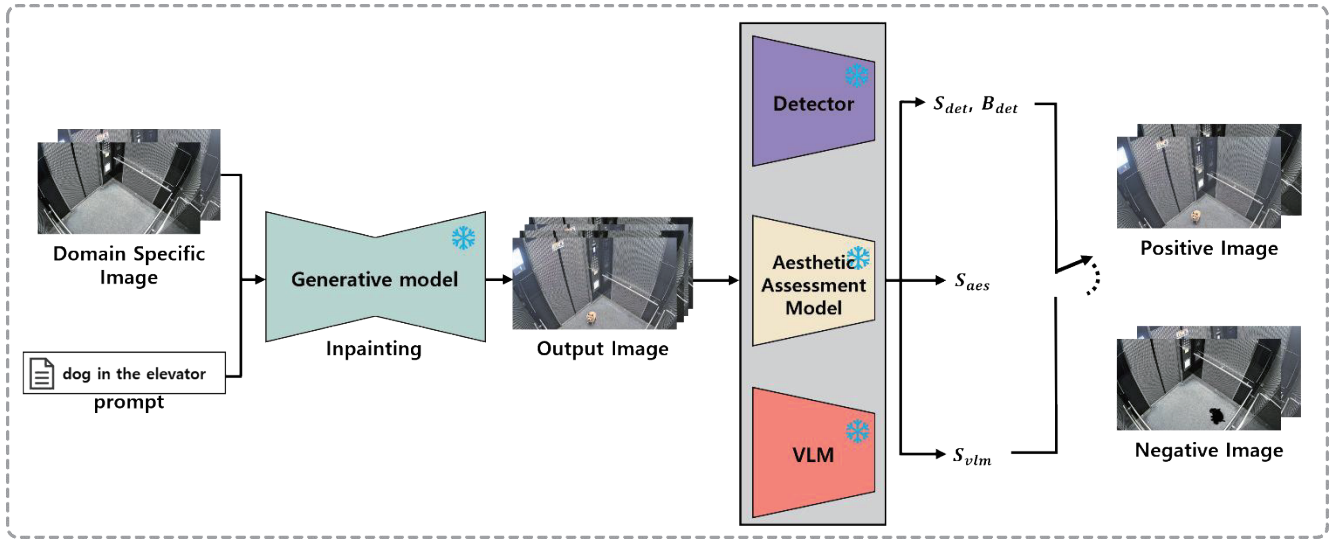 Domain Specific
Image
dog in the elevator
prompt
Generative model
Inpainting
Output Image
Detector
Aesthetic
Assessment
Model
VLM
S_det, B_det
S_aes
S_vlm
Positive Image
Negative Image